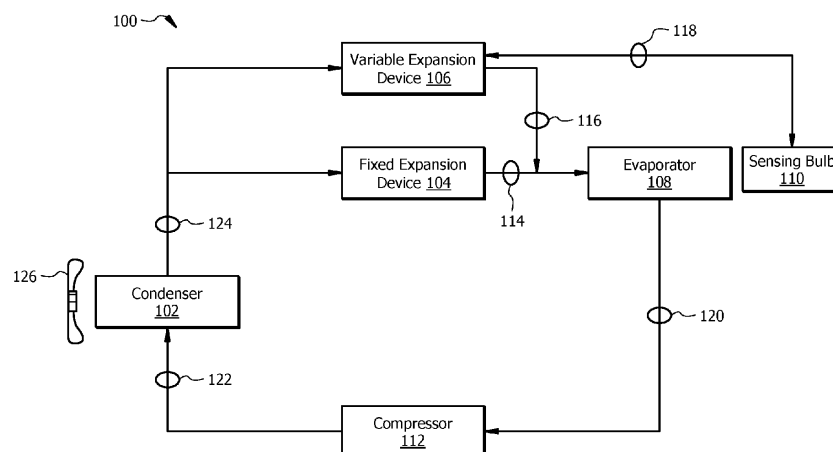 100
118
Variable Expansion
Device 106
116
Fixed Expansion
Device 104
Evaporator
108
Sensing Bulb
110
114
124
126
Condenser
102
120
122
Compressor
112